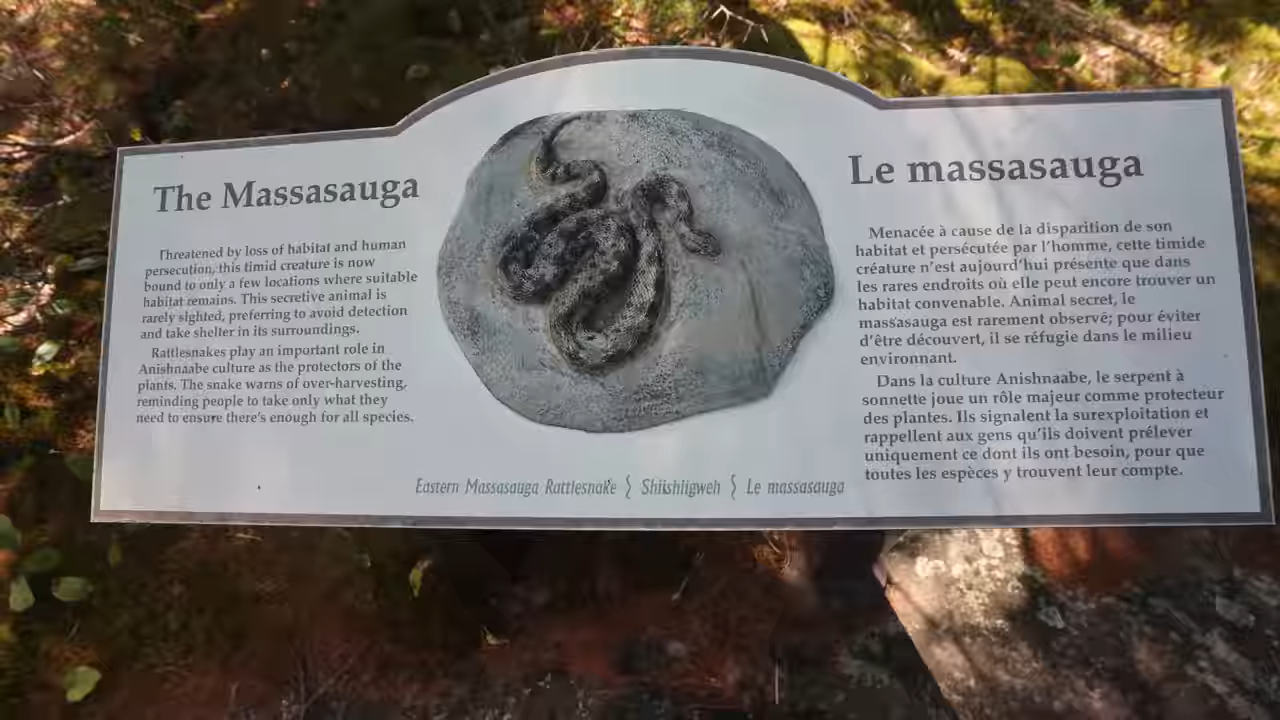 The Massasauga
Threatened by loss of habitat and human
persecution, this timid creature is now
bound to only a few locations where suitable
habitat remains. This secretive animal is
rarely sighted, preferring to avoid detection
and take shelter in its surroundings.
Rattlesnakes play an important role in
Anishnaabe culture as the protectors of the
plants. The snake warns of over-harvesting,
reminding people to take only what they
need to ensure there's enough for all species.
Le massasauga
Menacée à cause de la disparition de son
habitat et persécutée par l'homme, cette timide
créature n'est aujourd'hui présente que dans
les rares endroits où elle peut encore trouver un
habitat convenable. Animal secret, le
massasauga est rarement observé; pour éviter
d'être découvert, il se réfugie dans le milieu
environnant.
Dans la culture Anishnaabe, le serpent à
sonnette joue un rôle majeur comme protecteur
des plantes. Ils signalent la surexploitation et
rappellent aux gens qu'ils doivent prélever
uniquement ce dont ils ont besoin, pour que
toutes les espèces y trouvent leur compte.
Eastern Massasauga Rattlesnake } Shiishiigweh } Le massasauga